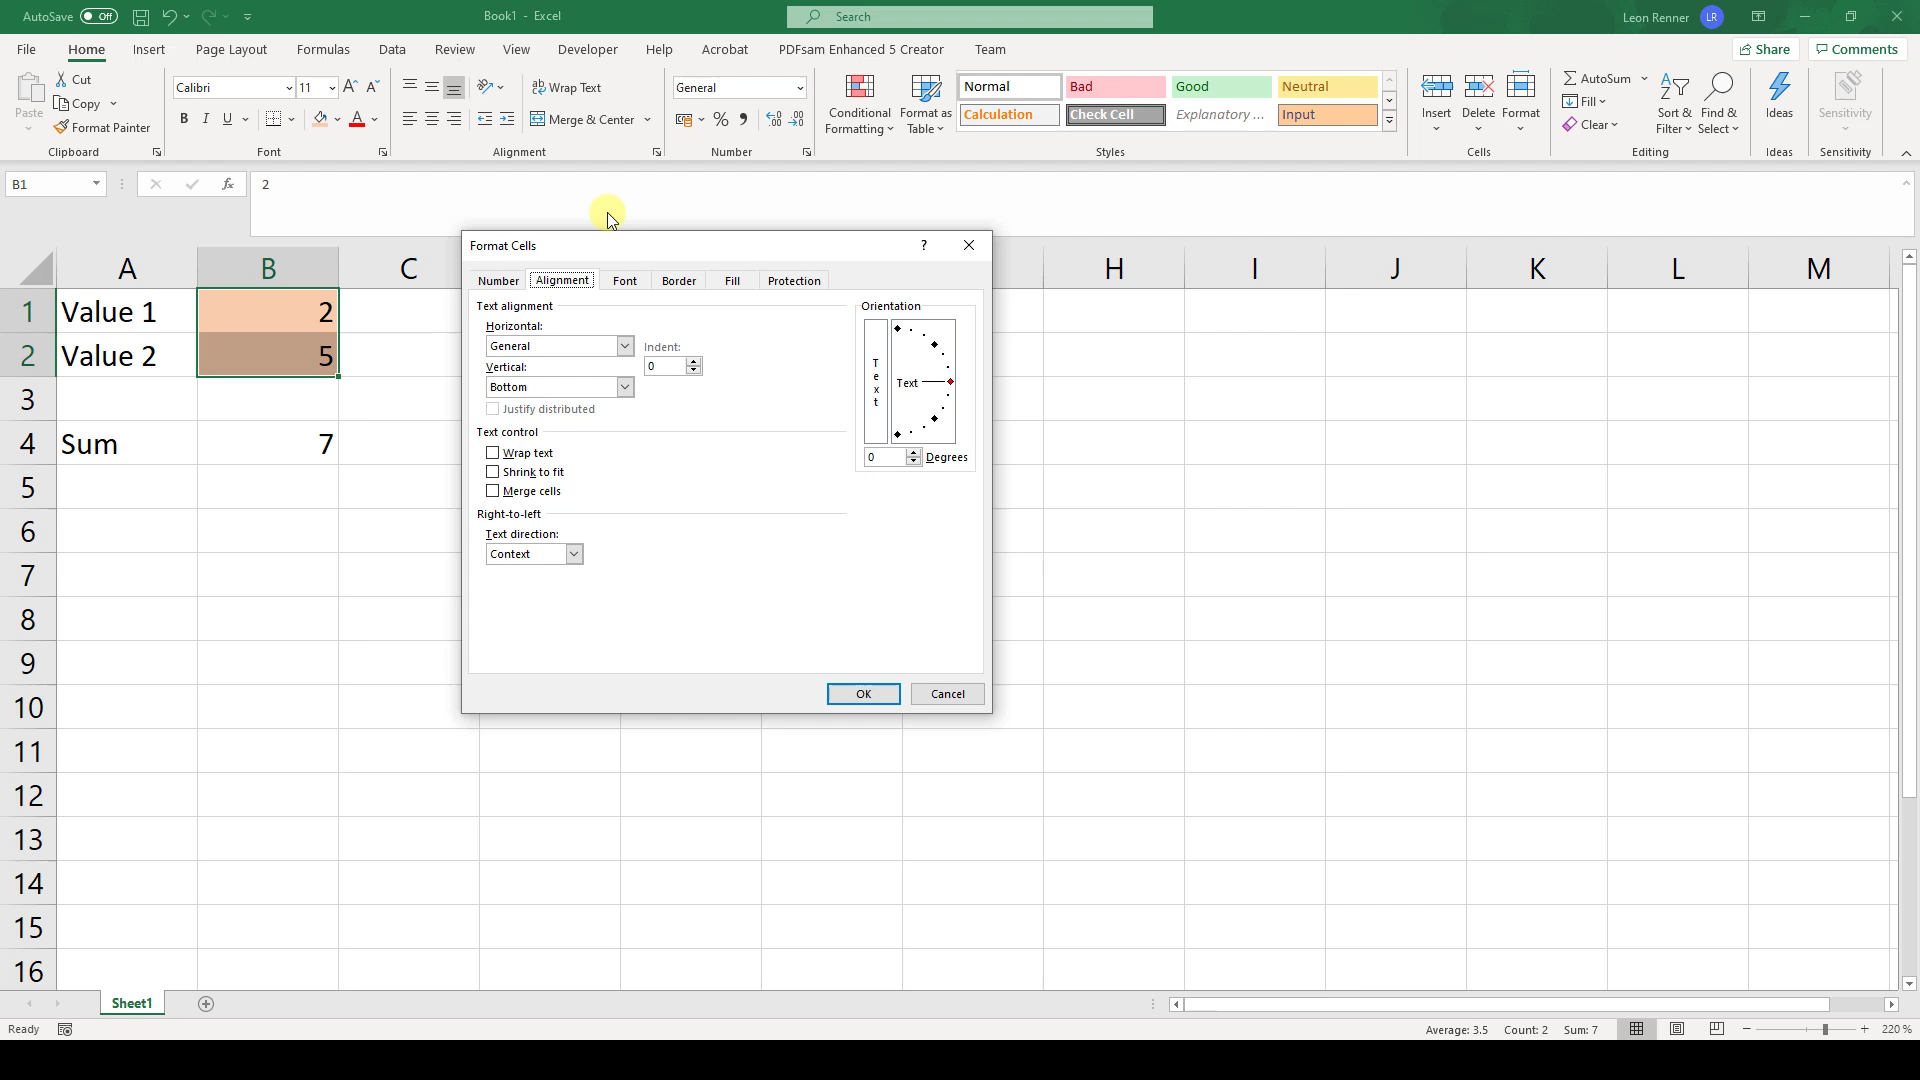 AutoSave Off
Book1 - Excel
Search
Leon Renner LR
File Home Insert Page Layout Formulas Data Review View Developer Help Acrobat PDFsam Enhanced 5 Creator Team
Share Comments
Paste
Cut
Copy
Format Painter
Clipboard
Calibri 11
B I U
Font
Wrap Text
Merge & Center
Alignment
General
Number
Conditional Formatting
Format as Table
Normal Bad Good Neutral
Calculation Check Cell Explanatory ... Input
Styles
Insert Delete Format
Cells
AutoSum
Fill
Clear
Sort & Filter
Find & Select
Editing
Ideas
Ideas
Sensitivity
Sensitivity
B1 fx 2
A B C H I J K L M
1 Value 1 2
2 Value 2 5
3
4 Sum 7
5
6
7
8
9
10
11
12
13
14
15
16
Format Cells ?
Number Alignment Font Border Fill Protection
Text alignment
Horizontal:
General
Indent:
0
Vertical:
Bottom
Justify distributed
Text control
Wrap text
Shrink to fit
Merge cells
Right-to-left
Text direction:
Context
Orientation
Text
Text
0 Degrees
OK Cancel
Sheet1
Ready
Average: 3.5 Count: 2 Sum: 7
220 %